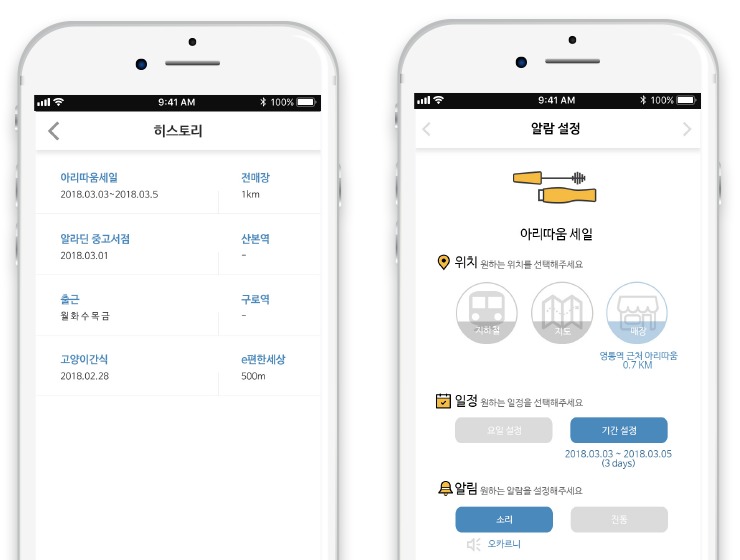 9:41 AM
100%
히스토리
아리따움세일
전매장
2018.03.03~2018.03.5
1km
알라딘 중고서점
산본역
2018.03.01
-
출근
구로역
월 화 수 목 금
-
고양이간식
e편한세상
2018.02.28
500m
9:41 AM
100%
알람 설정
아리따움 세일
위치 원하는 위치를 선택해주세요
지하철
지도
매장
영통역 근처 아리따움
0.7 KM
일정 원하는 일정을 선택해주세요
요일 설정
기간 설정
2018.03.03 ~ 2018.03.05
(3 days)
알림 원하는 알람을 설정해주세요
소리
진동
오카르니